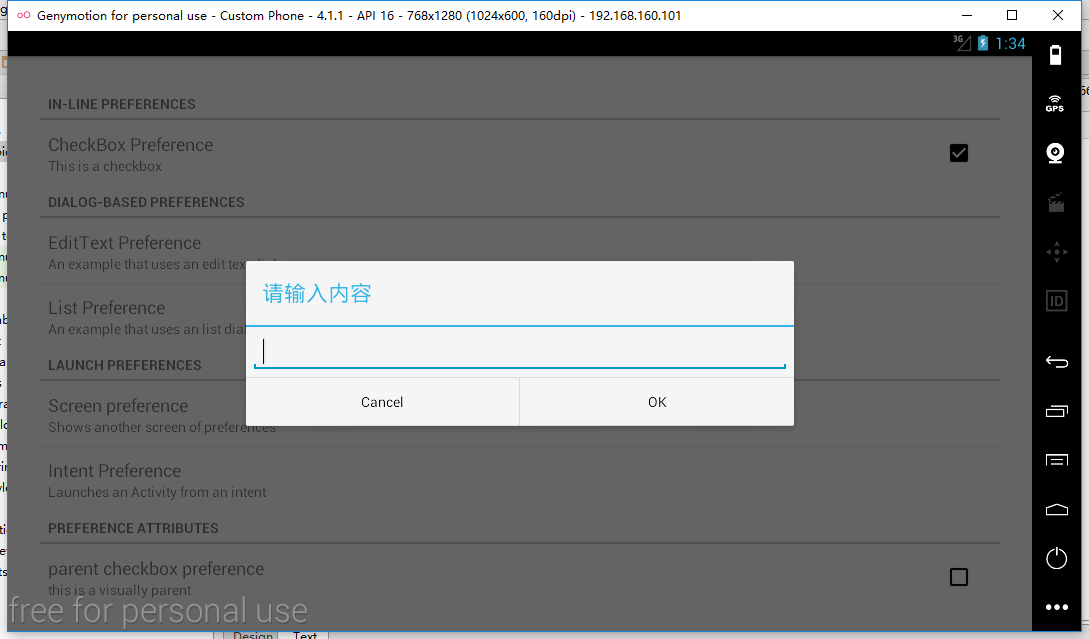 Genymotion for personal use - Custom Phone - 4.1.1 - API 16 - 768x1280 (1024x600, 160dpi) - 192.168.160.101
3G 1:34
IN-LINE PREFERENCES
GPS
CheckBox Preference
This is a checkbox
DIALOG-BASED PREFERENCES
EditText Preference
An example that uses an edit tex
请输入内容
ID
List Preference
An example that uses an list dia
LAUNCH PREFERENCES
Cancel OK
Screen preference
Shows another screen of preferences
Intent Preference
Launches an Activity from an intent
PREFERENCE ATTRIBUTES
parent checkbox preference
this is a visually parent
free for personal use
Design Text